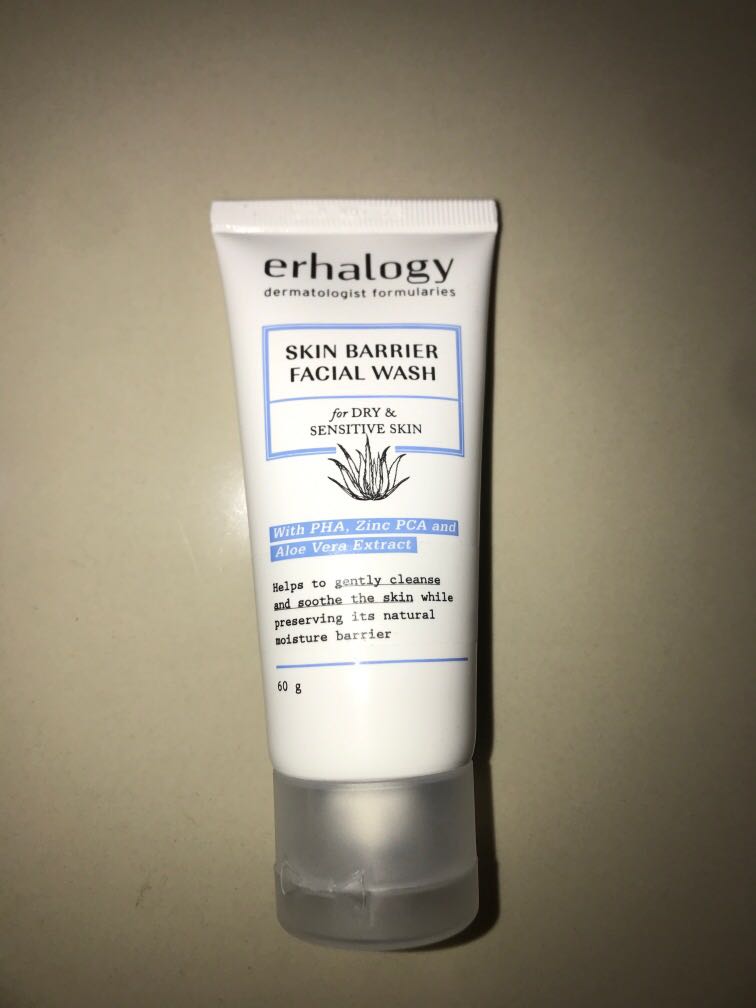 erhalogy
dermatologist formularies
SKIN BARRIER
FACIAL WASH
for DRY &
SENSITIVE SKIN
With PHA, Zinc PCA and
Aloe Vera Extract
Helps to gently cleanse
and soothe the skin while
preserving its natural
moisture barrier
60 g